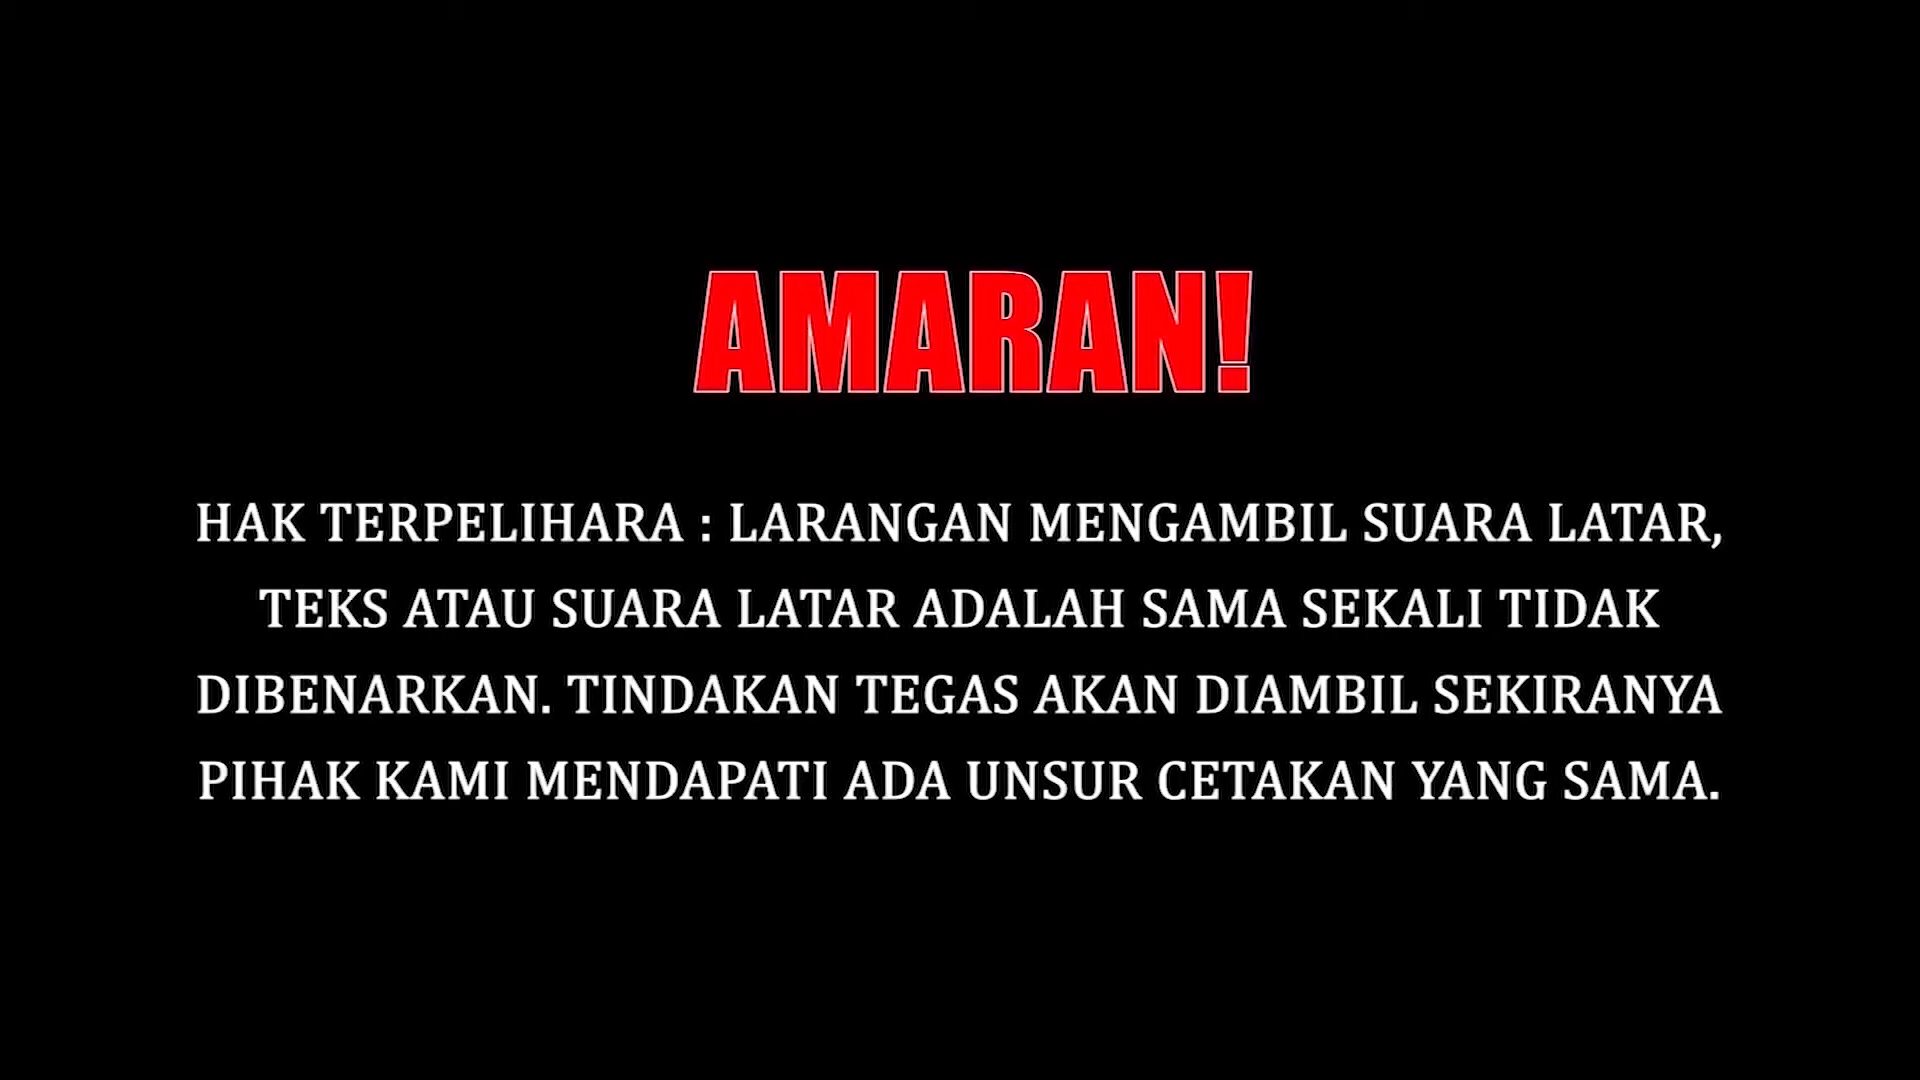 AMARAN!
HAK TERPELIHARA : LARANGAN MENGAMBIL SUARA LATAR,
TEKS ATAU SUARA LATAR ADALAH SAMA SEKALI TIDAK
DIBENARKAN. TINDAKAN TEGAS AKAN DIAMBIL SEKIRANYA
PIHAK KAMI MENDAPATI ADA UNSUR CETAKAN YANG SAMA.